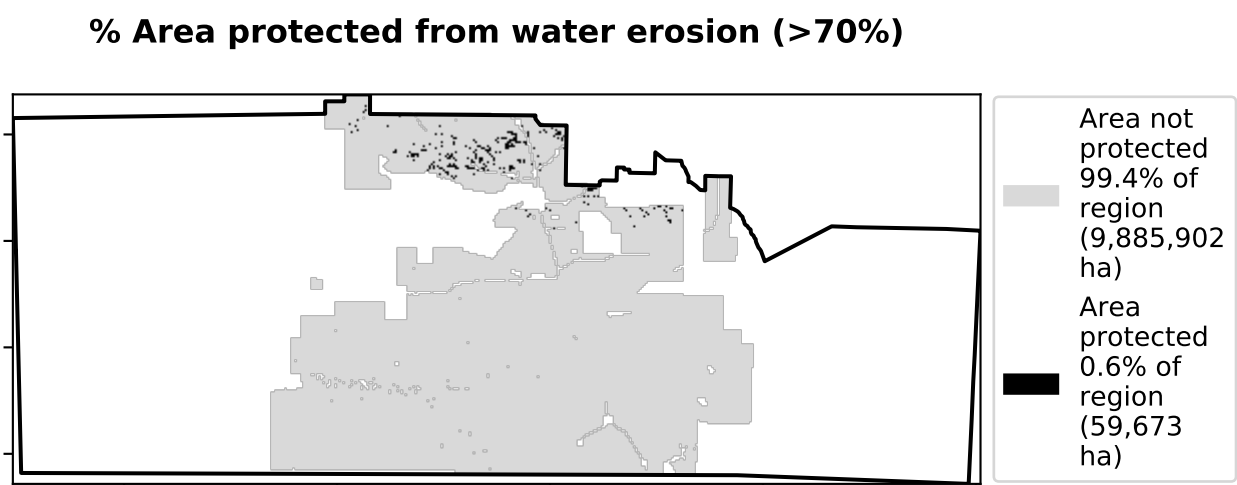 % Area protected from water erosion (>70%)
Area not
protected
99.4% of
region
(9,885,902
ha)
Area
protected
0.6% of
region
(59,673
ha)